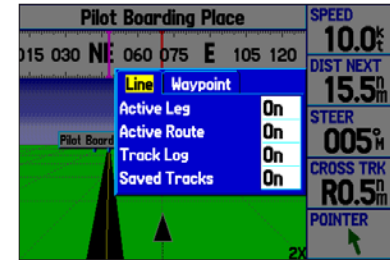 Pilot Boarding Place
SPEED
10.0kt
015 030 NE 060 075 E 105 120
DIST NEXT
15.5nm
Line Waypoint
Active Leg On
Active Route On
Track Log On
Saved Tracks On
Pilot Board
STEER
005°M
CROSS TRK
R0.5nm
POINTER
2X